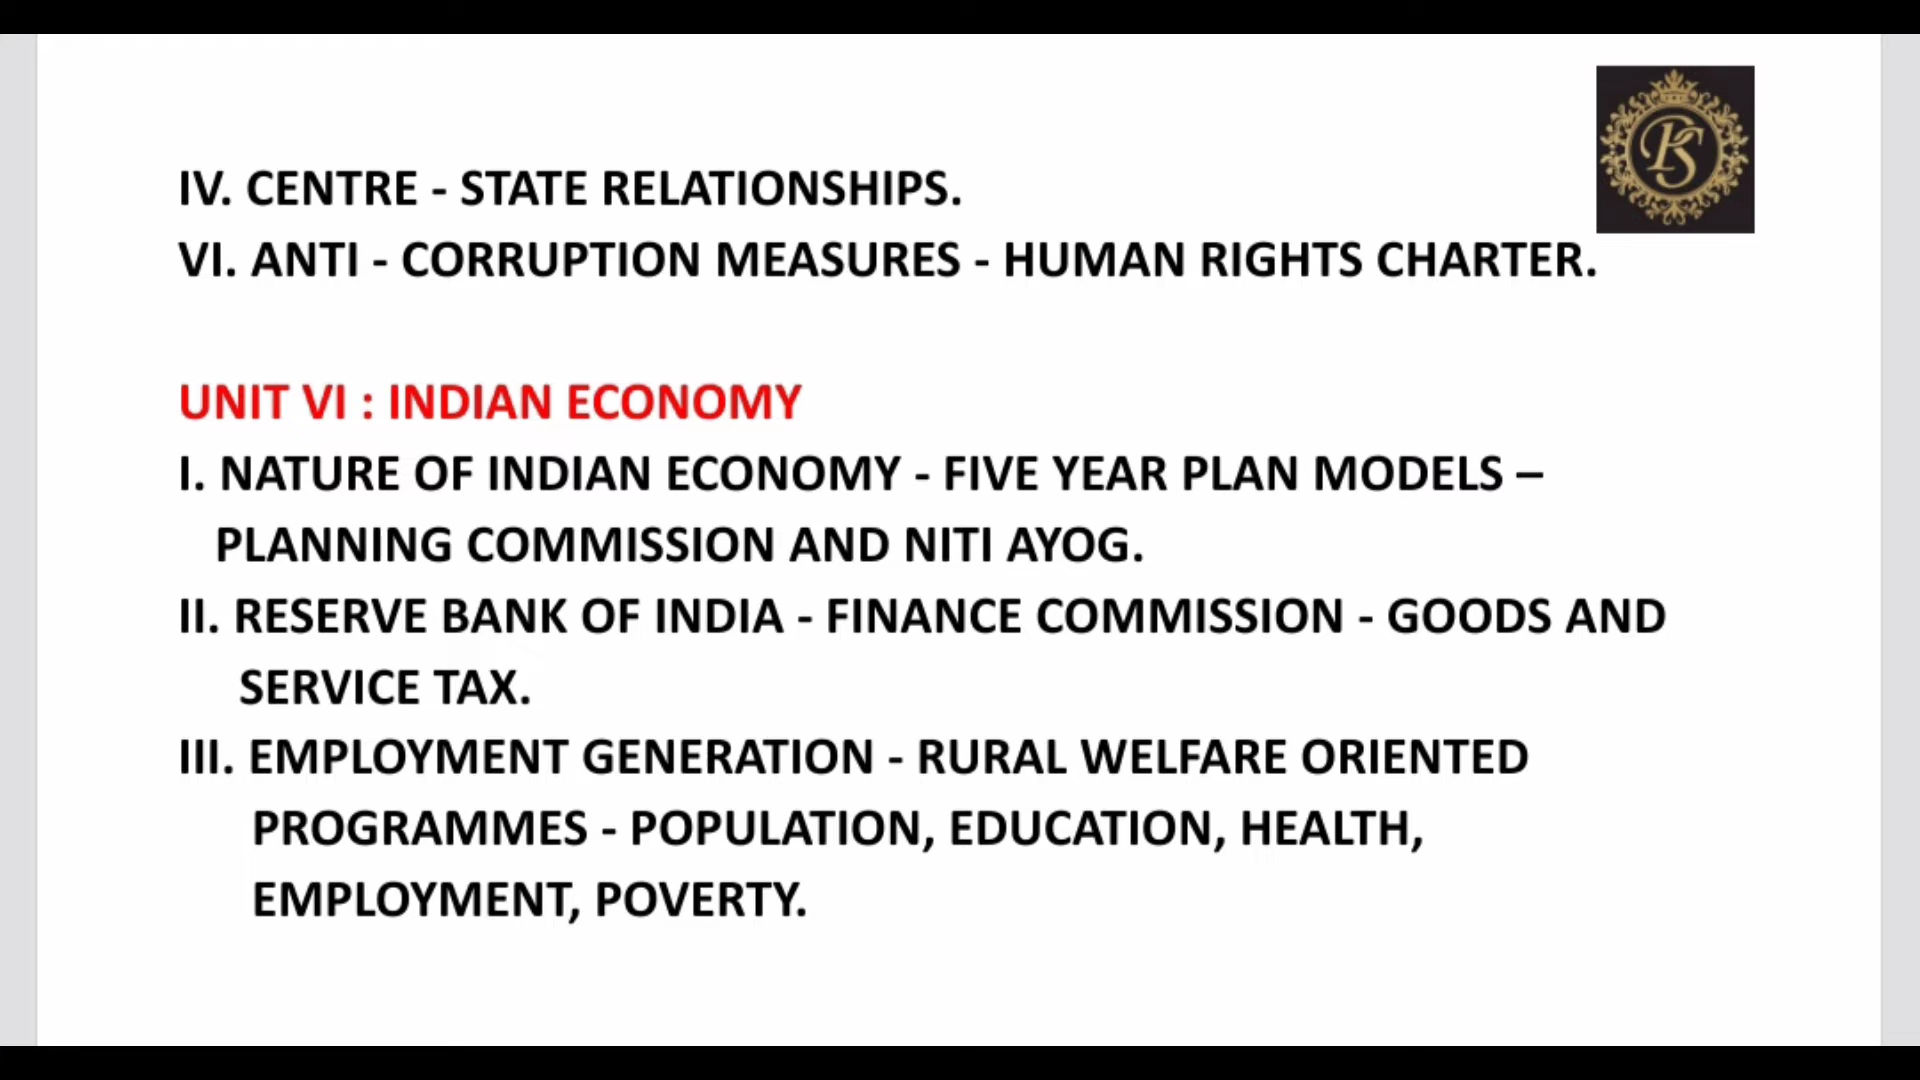 PS
IV. CENTRE - STATE RELATIONSHIPS.
VI. ANTI - CORRUPTION MEASURES - HUMAN RIGHTS CHARTER.
UNIT VI : INDIAN ECONOMY
I. NATURE OF INDIAN ECONOMY - FIVE YEAR PLAN MODELS –
PLANNING COMMISSION AND NITI AYOG.
II. RESERVE BANK OF INDIA - FINANCE COMMISSION - GOODS AND
SERVICE TAX.
III. EMPLOYMENT GENERATION - RURAL WELFARE ORIENTED
PROGRAMMES - POPULATION, EDUCATION, HEALTH,
EMPLOYMENT, POVERTY.